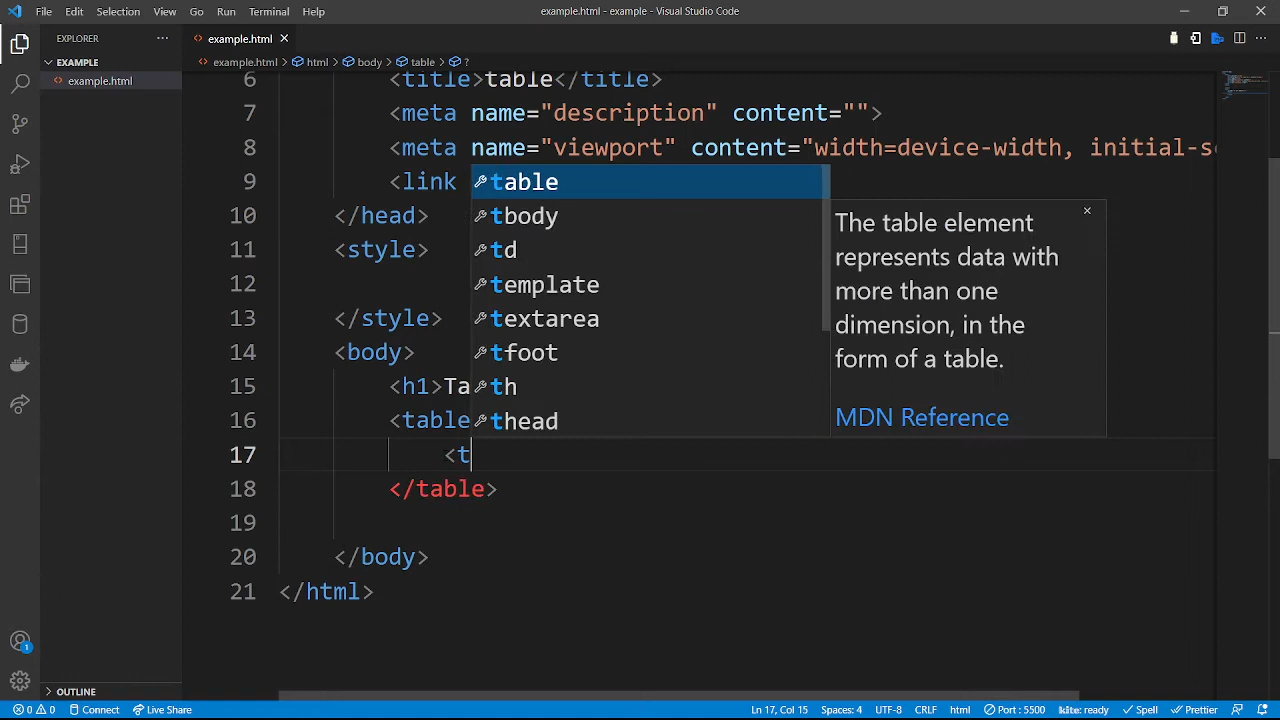 File Edit Selection View Go Run Terminal Help
example.html - example - Visual Studio Code
EXPLORER
EXAMPLE
example.html
example.html
example.html > html > body > table > ?
6 <title>table</title>
7 <meta name="description" content="">
8 <meta name="viewport" content="width=device-width, initial-sc
9 <link
10 </head>
11 <style>
12
13 </style>
14 <body>
15 <h1>Ta
16 <table
17 <t
18 </table>
19
20 </body>
21 </html>
table
tbody
td
template
textarea
tfoot
th
thead
The table element
represents data with
more than one
dimension, in the
form of a table.
MDN Reference
1
OUTLINE
0 0 Connect Live Share Ln 17, Col 15 Spaces: 4 UTF-8 CRLF html Port : 5500 kite: ready Spell Prettier